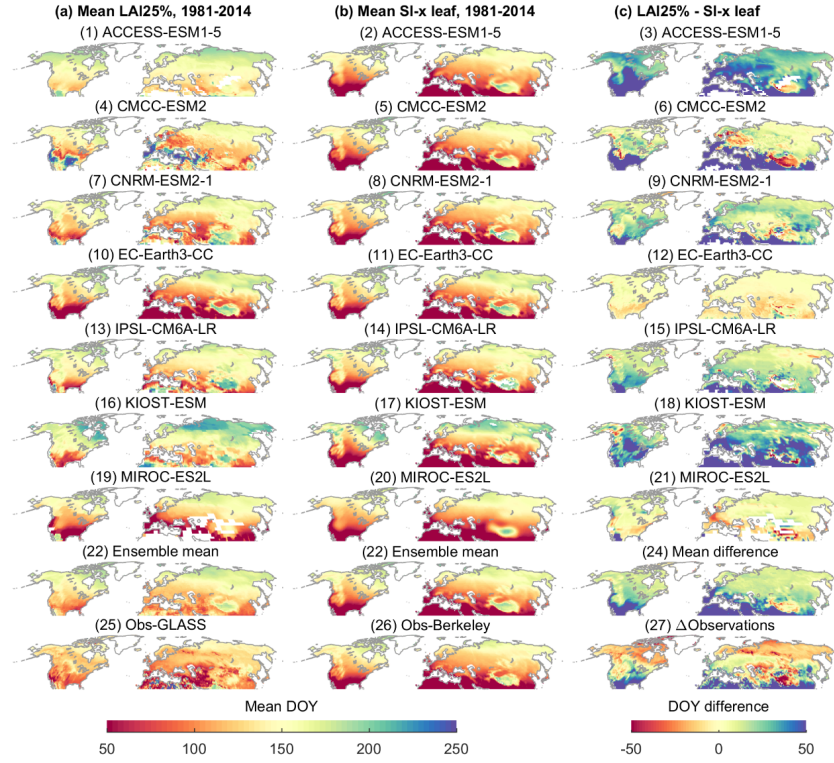 (a) Mean LAI25%, 1981-2014 (b) Mean SI-x leaf, 1981-2014 (c) LAI25% - SI-x leaf
(1) ACCESS-ESM1-5 (2) ACCESS-ESM1-5 (3) ACCESS-ESM1-5
(4) CMCC-ESM2 (5) CMCC-ESM2 (6) CMCC-ESM2
(7) CNRM-ESM2-1 (8) CNRM-ESM2-1 (9) CNRM-ESM2-1
(10) EC-Earth3-CC (11) EC-Earth3-CC (12) EC-Earth3-CC
(13) IPSL-CM6A-LR (14) IPSL-CM6A-LR (15) IPSL-CM6A-LR
(16) KIOST-ESM (17) KIOST-ESM (18) KIOST-ESM
(19) MIROC-ES2L (20) MIROC-ES2L (21) MIROC-ES2L
(22) Ensemble mean (22) Ensemble mean (24) Mean difference
(25) Obs-GLASS (26) Obs-Berkeley (27) ΔObservations
Mean DOY DOY difference
50 100 150 200 250 -50 0 50